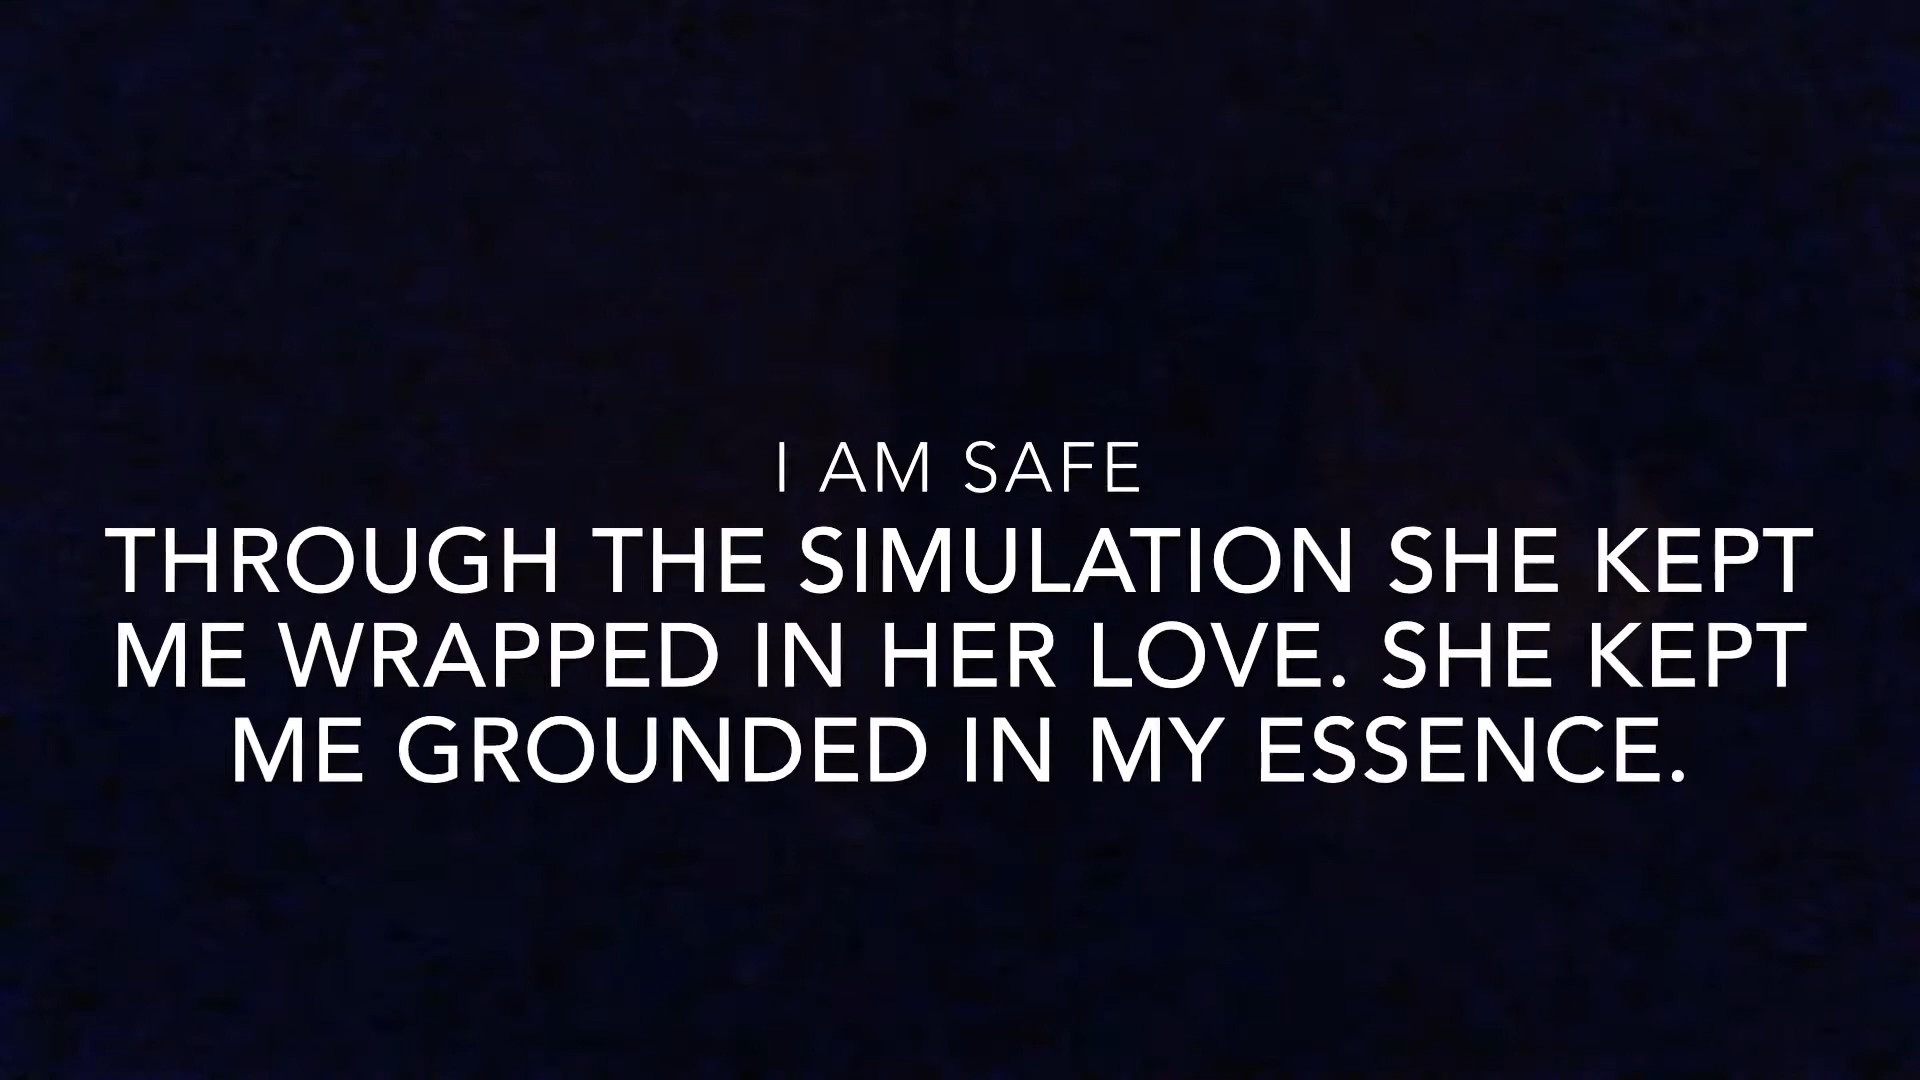 I AM SAFE
THROUGH THE SIMULATION SHE KEPT
ME WRAPPED IN HER LOVE. SHE KEPT
ME GROUNDED IN MY ESSENCE.